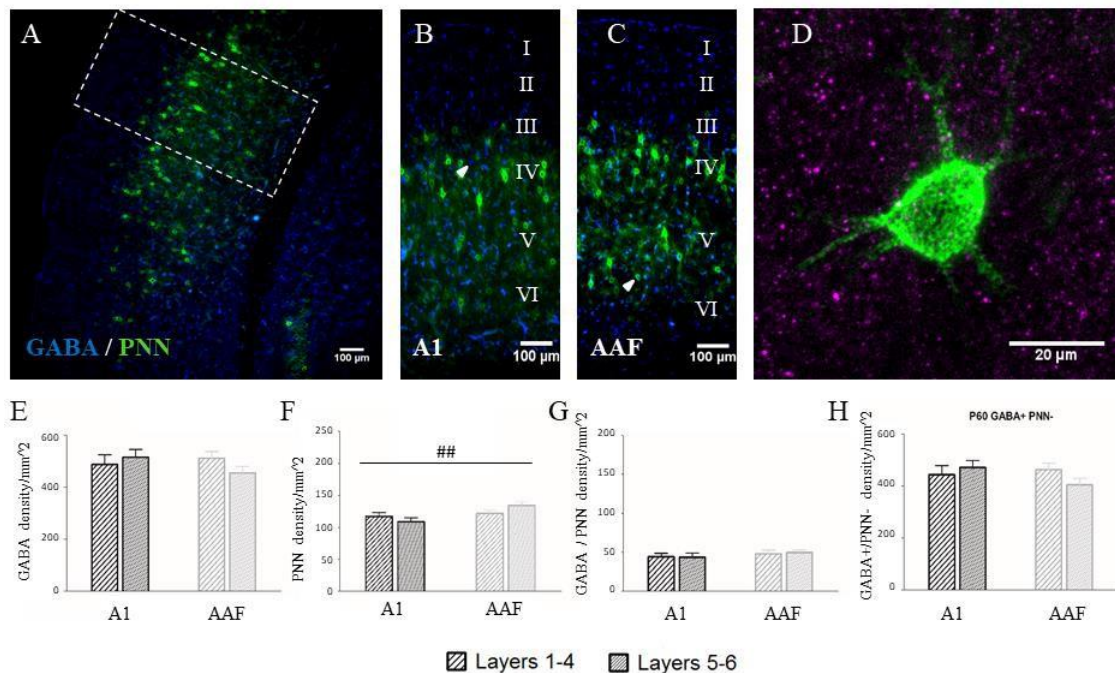 A
GABA / PNN
100 µm
B
I
II
III
IV
V
VI
A1
100 µm
C
I
II
III
IV
V
VI
AAF
100 µm
D
20 µm
E
GABA density/mm^2
600
400
200
0
A1 AAF
F
PNN density/mm^2
250
200
150
100
50
0
##
A1 AAF
G
GABA / PNN density/mm^2
200
150
100
50
0
A1 AAF
H
P60 GABA+ PNN-
GABA+/PNN- density/mm^2
600
400
200
0
A1 AAF
Layers 1-4 Layers 5-6